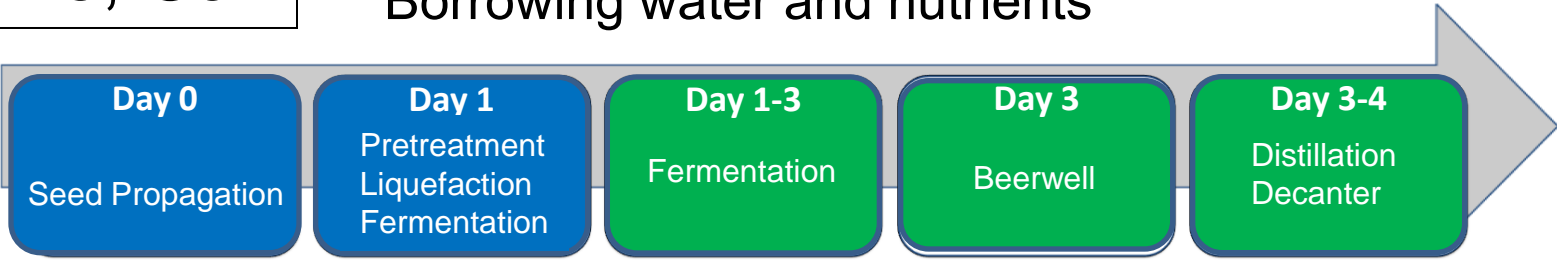 Borrowing water and nutrients
Day 0
Seed Propagation
Day 1
Pretreatment
Liquefaction
Fermentation
Day 1-3
Fermentation
Day 3
Beerwell
Day 3-4
Distillation
Decanter